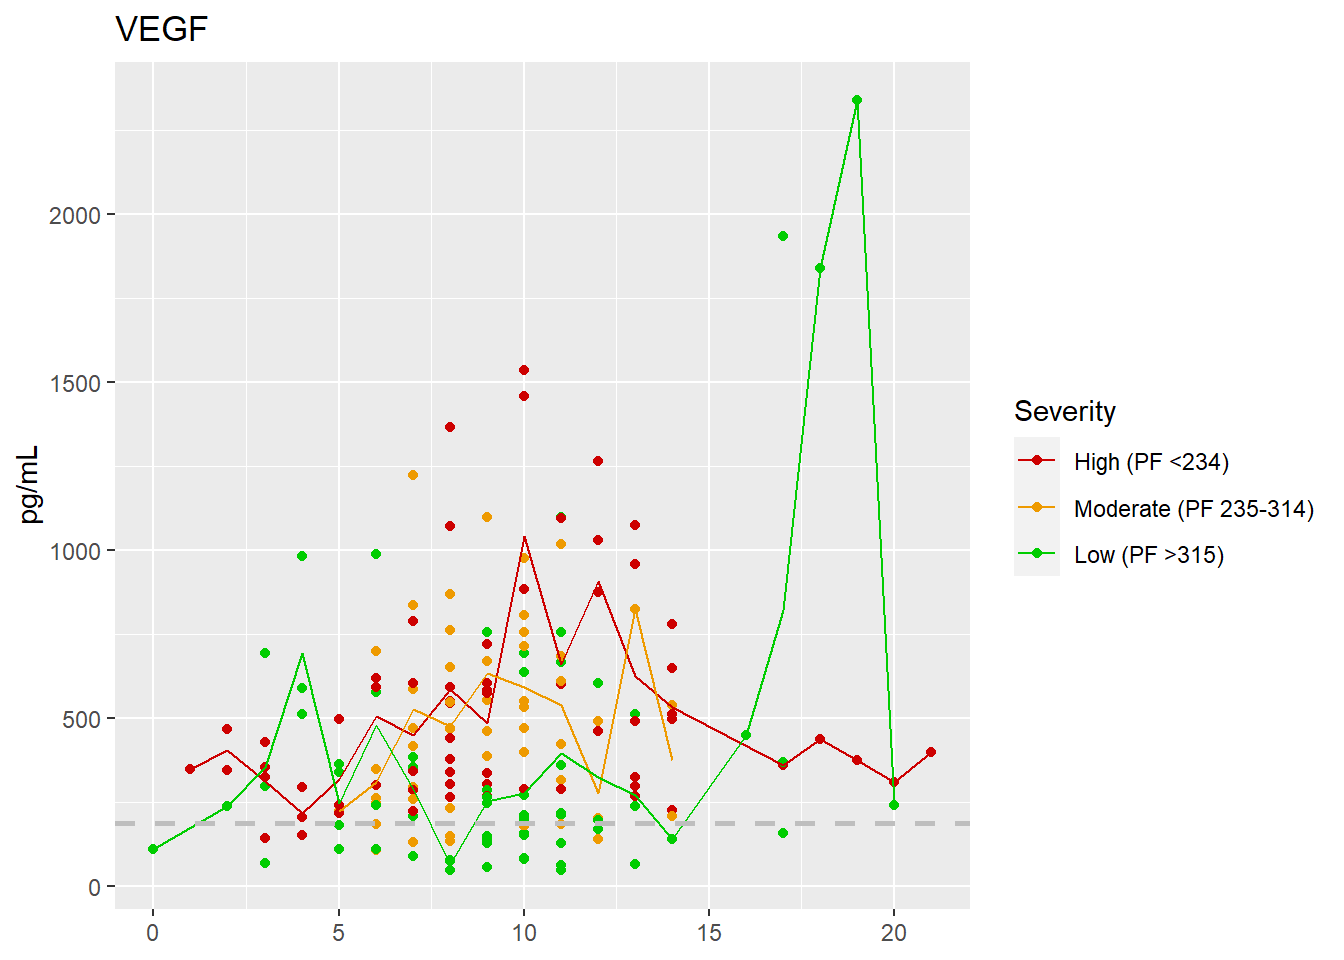 VEGF
2000
1500
1000
500
0
pg/mL
0 5 10 15 20
Severity
High (PF <234)
Moderate (PF 235-314)
Low (PF >315)